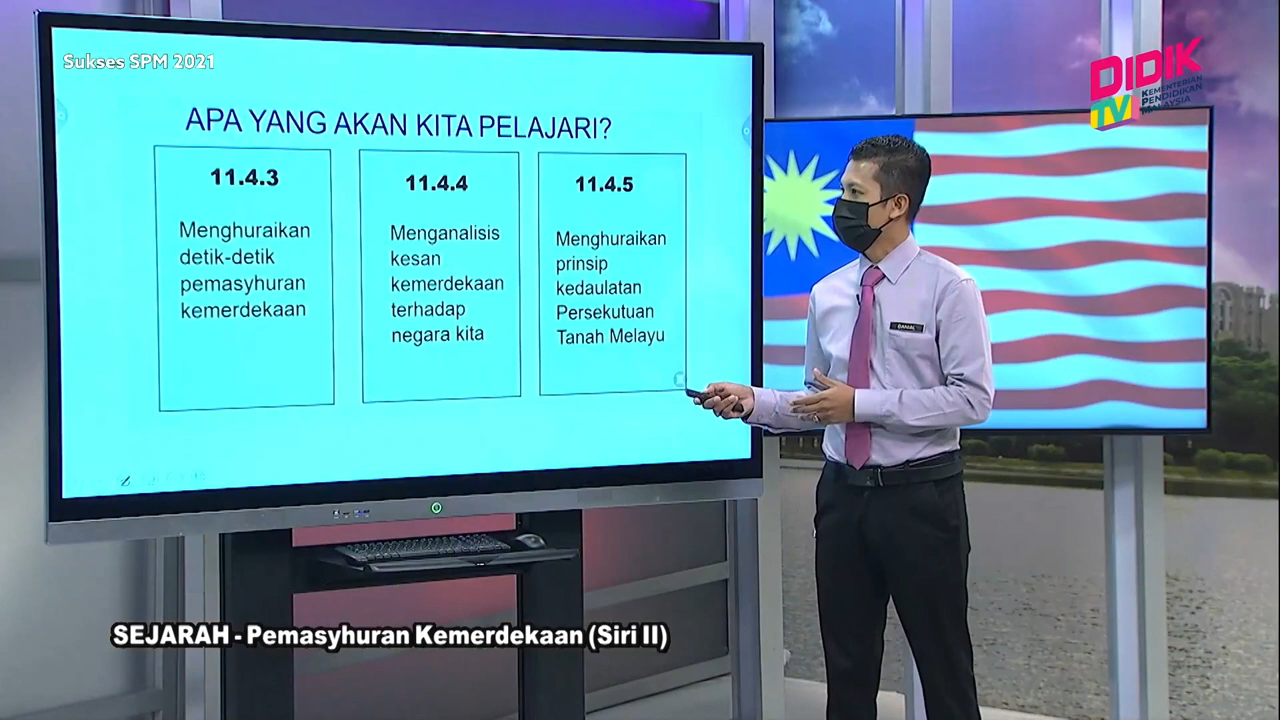 Sukses SPM 2021
DIDIK
TV
KEMENTERIAN
PENDIDIKAN
MALAYSIA
APA YANG AKAN KITA PELAJARI?
11.4.3
Menghuraikan
detik-detik
pemasyhuran
kemerdekaan
11.4.4
Menganalisis
kesan
kemerdekaan
terhadap
negara kita
11.4.5
Menghuraikan
prinsip
kedaulatan
Persekutuan
Tanah Melayu
DANIAL
SEJARAH - Pemasyhuran Kemerdekaan (Siri II)